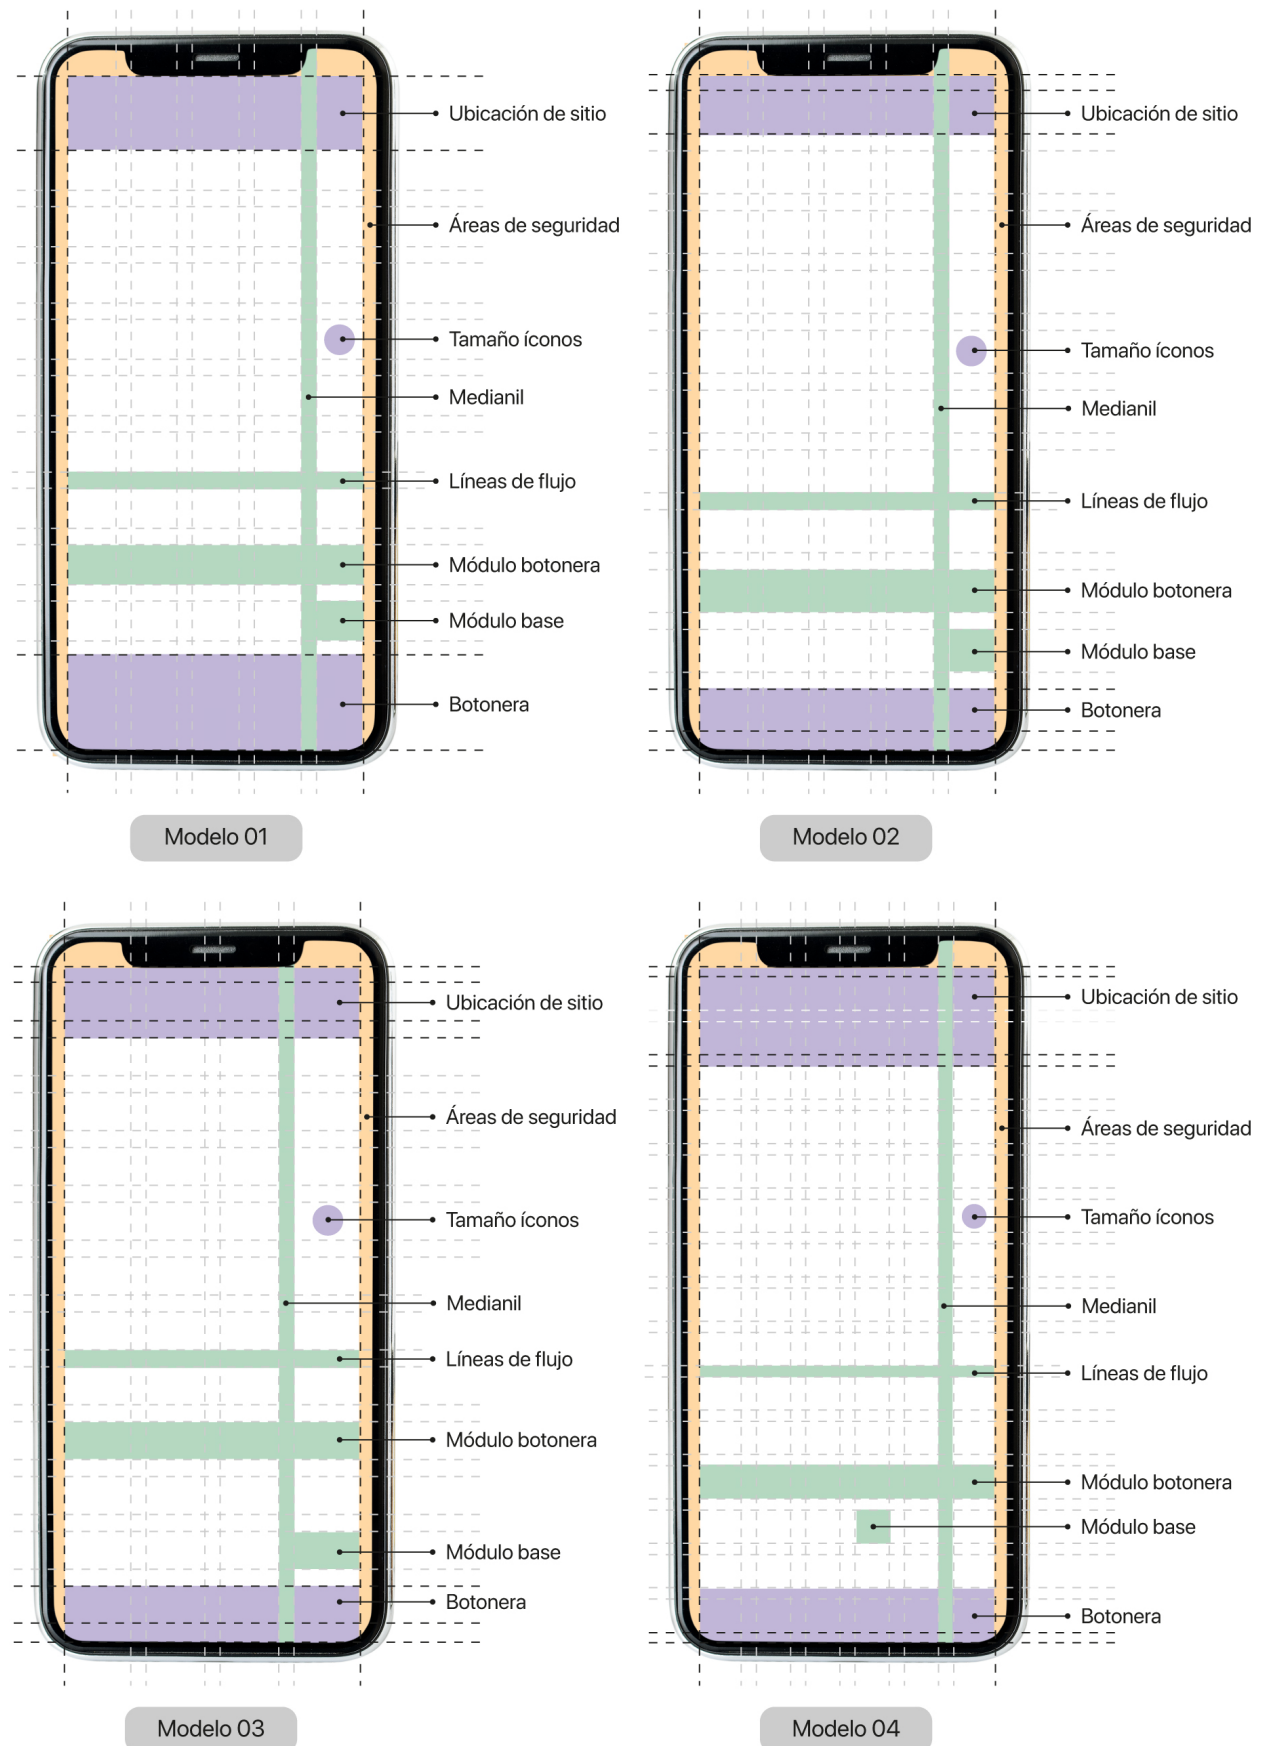 Ubicación de sitio
Áreas de seguridad
Tamaño íconos
Medianil
Líneas de flujo
Módulo botonera
Módulo base
Botonera
Modelo 01
Ubicación de sitio
Áreas de seguridad
Tamaño íconos
Medianil
Líneas de flujo
Módulo botonera
Módulo base
Botonera
Modelo 02
Ubicación de sitio
Áreas de seguridad
Tamaño íconos
Medianil
Líneas de flujo
Módulo botonera
Módulo base
Botonera
Modelo 03
Ubicación de sitio
Áreas de seguridad
Tamaño íconos
Medianil
Líneas de flujo
Módulo botonera
Módulo base
Botonera
Modelo 04